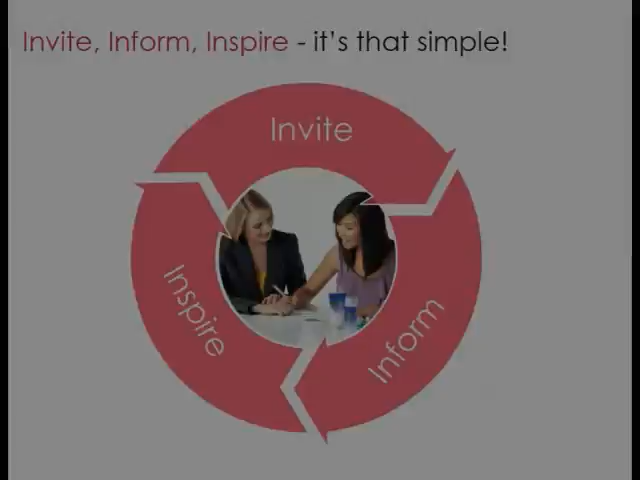 Invite, Inform, Inspire - it's that simple!
Invite
Inform
Inspire